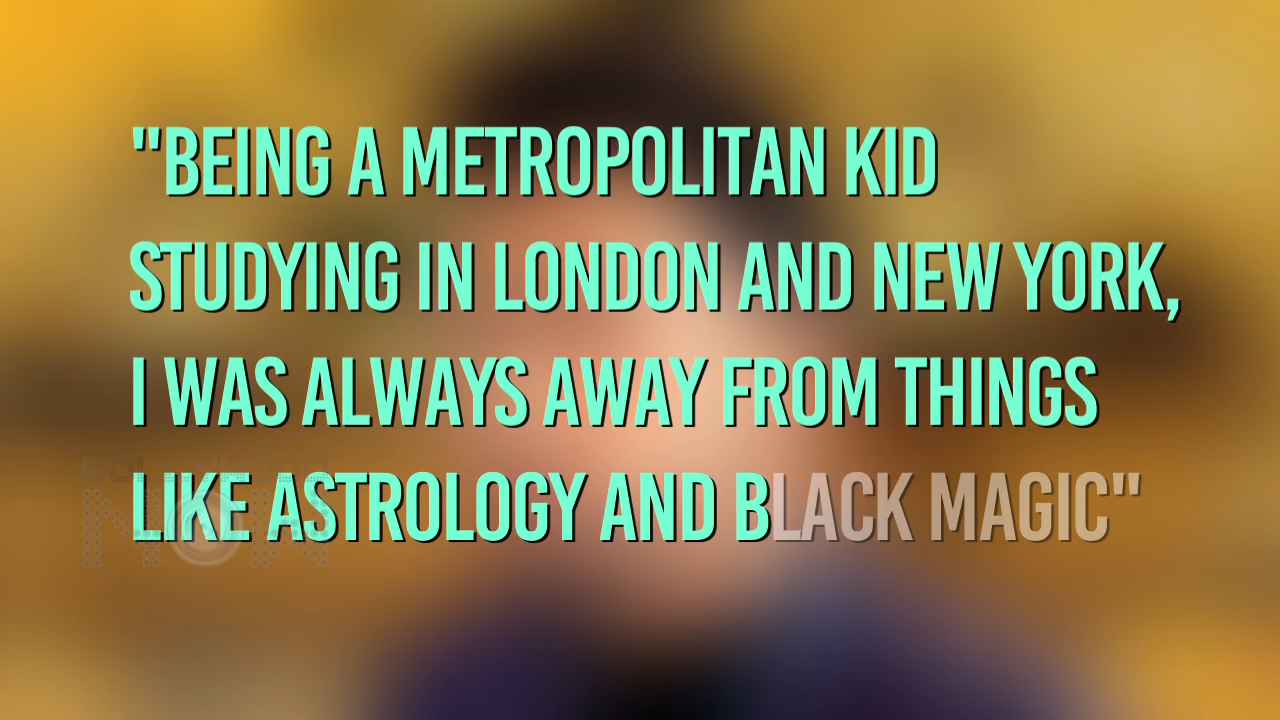 "BEING A METROPOLITAN KID
STUDYING IN LONDON AND NEW YORK,
I WAS ALWAYS AWAY FROM THINGS
LIKE ASTROLOGY AND BLACK MAGIC"